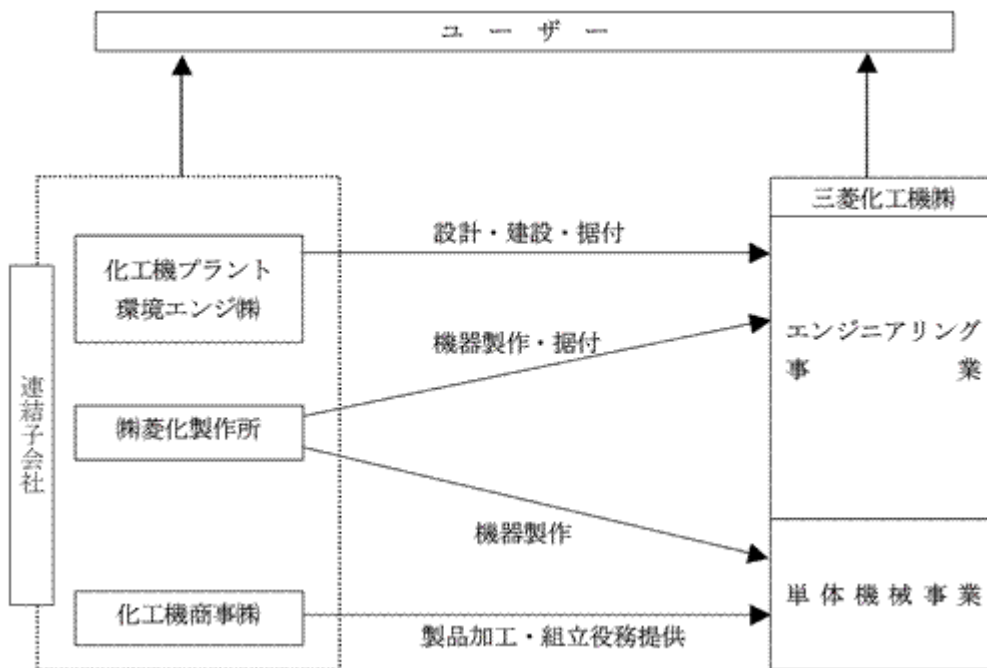 ユーザー
三菱化工機㈱
設計・建設・据付
化工機プラント
環境エンジ㈱
エンジニアリング
事業
機器製作・据付
連結子会社
㈱菱化製作所
機器製作
単体機械事業
化工機商事㈱
製品加工・組立役務提供